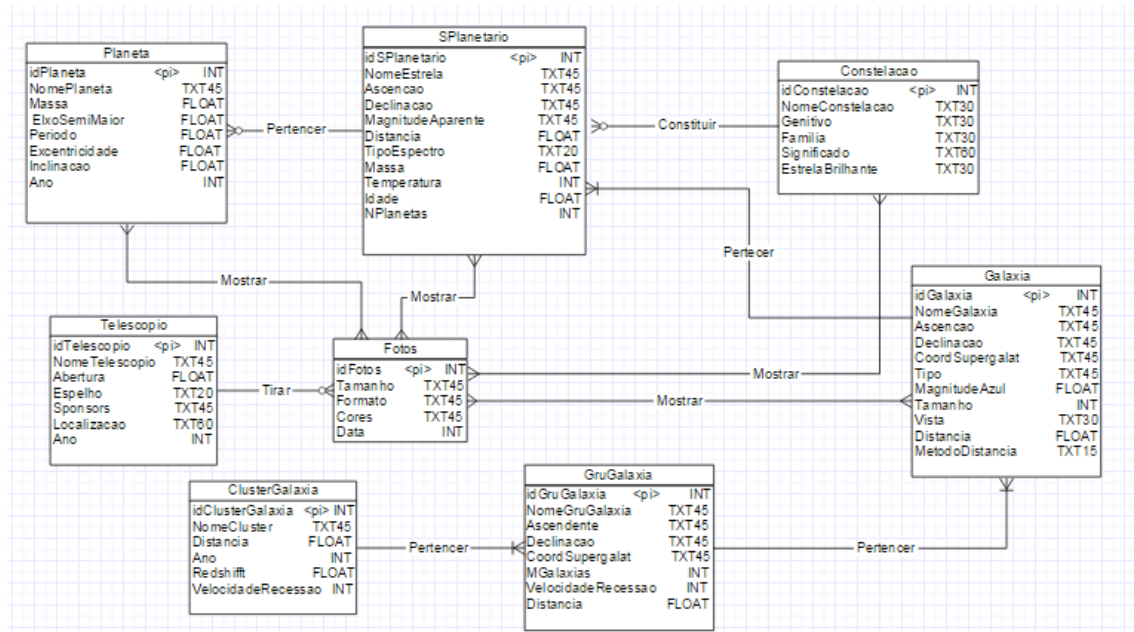 Planeta
idPlaneta <pi> INT
NomePlaneta TXT45
Massa FLOAT
EIxoSemiMaior FLOAT
Periodo FLOAT
Excentricidade FLOAT
Inclinacao FLOAT
Ano INT
Pertencer
SPlanetario
idSPlanetario <pi> INT
NomeEstrela TXT45
Ascencao TXT45
Declinacao TXT45
MagnitudeAparente TXT45
Distancia FLOAT
TipoEspectro TXT20
Massa FLOAT
Temperatura INT
Idade FLOAT
NPlanetas INT
Constituir
Constelacao
idConstelacao <pi> INT
NomeConstelacao TXT30
Genitivo TXT30
Familia TXT30
Significado TXT60
EstrelaBrilhante TXT30
Pertecer
Mostrar
Mostrar
Galaxia
idGalaxia <pi> INT
NomeGalaxia TXT45
Ascencao TXT45
Declinacao TXT45
CoordSupergalat TXT45
Tipo TXT45
MagnitudeAzul FLOAT
Tamanho INT
Vista TXT30
Distancia FLOAT
MetodoDistancia TXT15
Telescopio
idTelescopio <pi> INT
NomeTelescopio TXT45
Abertura FLOAT
Espelho TXT20
Sponsors TXT45
Localizacao TXT60
Ano INT
Tirar
Fotos
idFotos <pi> INT
Tamanho TXT45
Formato TXT45
Cores TXT45
Data INT
Mostrar
Mostrar
ClusterGalaxia
idClusterGalaxia <pi> INT
NomeCluster TXT45
Distancia FLOAT
Ano INT
Redshifft FLOAT
VelocidadeRecessao INT
Pertencer
GruGalaxia
idGruGalaxia <pi> INT
NomeGruGalaxia TXT45
Ascendente TXT45
Declinacao TXT45
CoordSupergalat TXT45
MGalaxias INT
VelocidadeRecessao INT
Distancia FLOAT
Pertencer